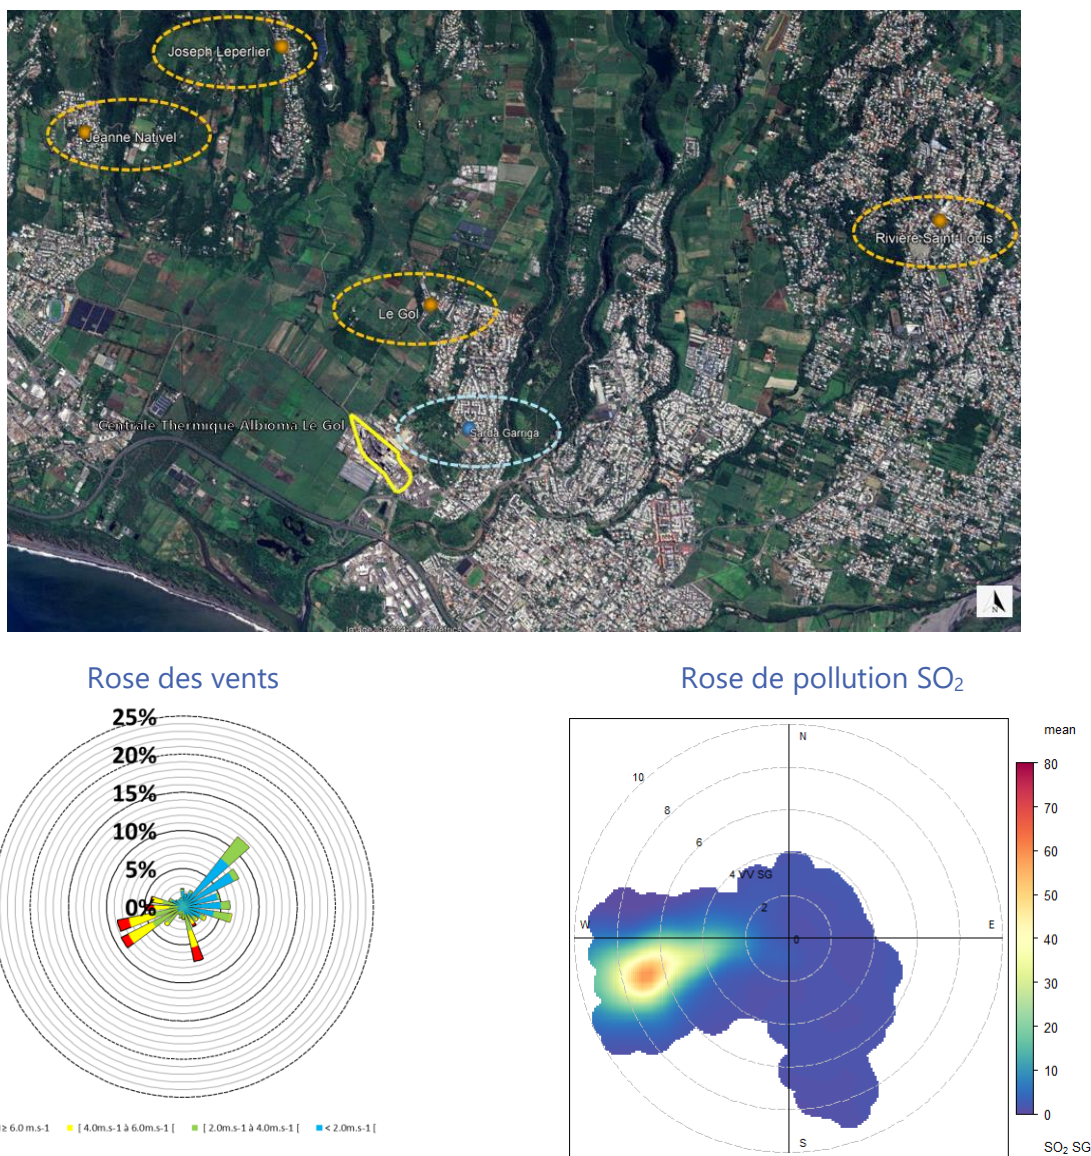 Joseph Leperlier
Jeanne Nativel
Rivière Saint Louis
Le Gol
Centrale Thermique Albioma Le Gol
Sarda Garriga
N
Rose des vents
Rose de pollution SO₂
25%
20%
15%
10%
5%
0%
≥ 6.0 m.s-1 [ 4.0m.s-1 à 6.0m.s-1 [ [ 2.0m.s-1 à 4.0m.s-1 [ < 2.0m.s-1 [
N
10
8
6
4 VV SG
2
W
0
E
S
mean
80
70
60
50
40
30
20
10
0
SO₂ SG